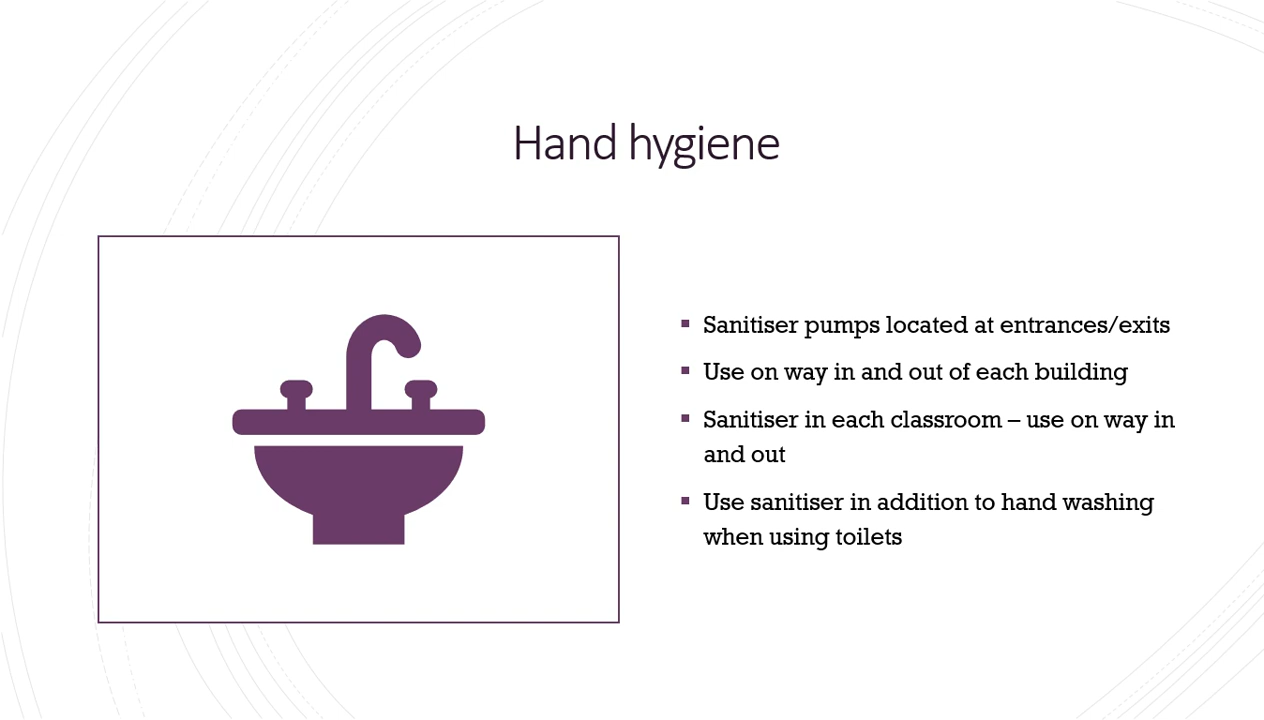 Hand hygiene
Sanitiser pumps located at entrances/exits
Use on way in and out of each building
Sanitiser in each classroom – use on way in
and out
Use sanitiser in addition to hand washing
when using toilets